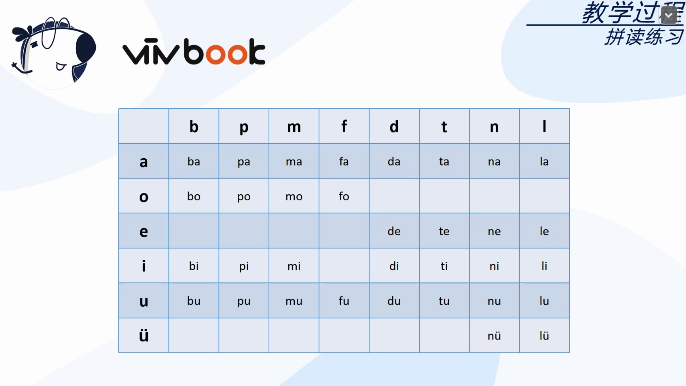 教学过程
拼读练习
vivbook
b p m f d t n l
a ba pa ma fa da ta na la
o bo po mo fo
e de te ne le
i bi pi mi di ti ni li
u bu pu mu fu du tu nu lu
ü nü lü